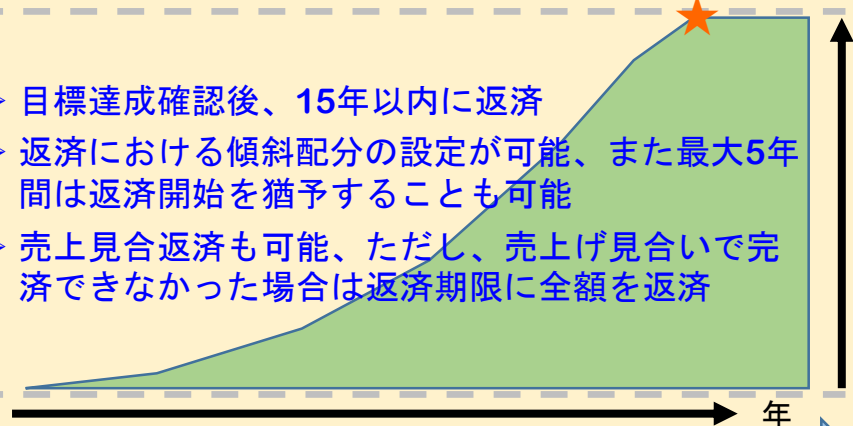 目標達成確認後、15年以内に返済
返済における傾斜配分の設定が可能、また最大5年
間は返済開始を猶予することも可能
売上見合返済も可能、ただし、売上げ見合いで完
済できなかった場合は返済期限に全額を返済
年